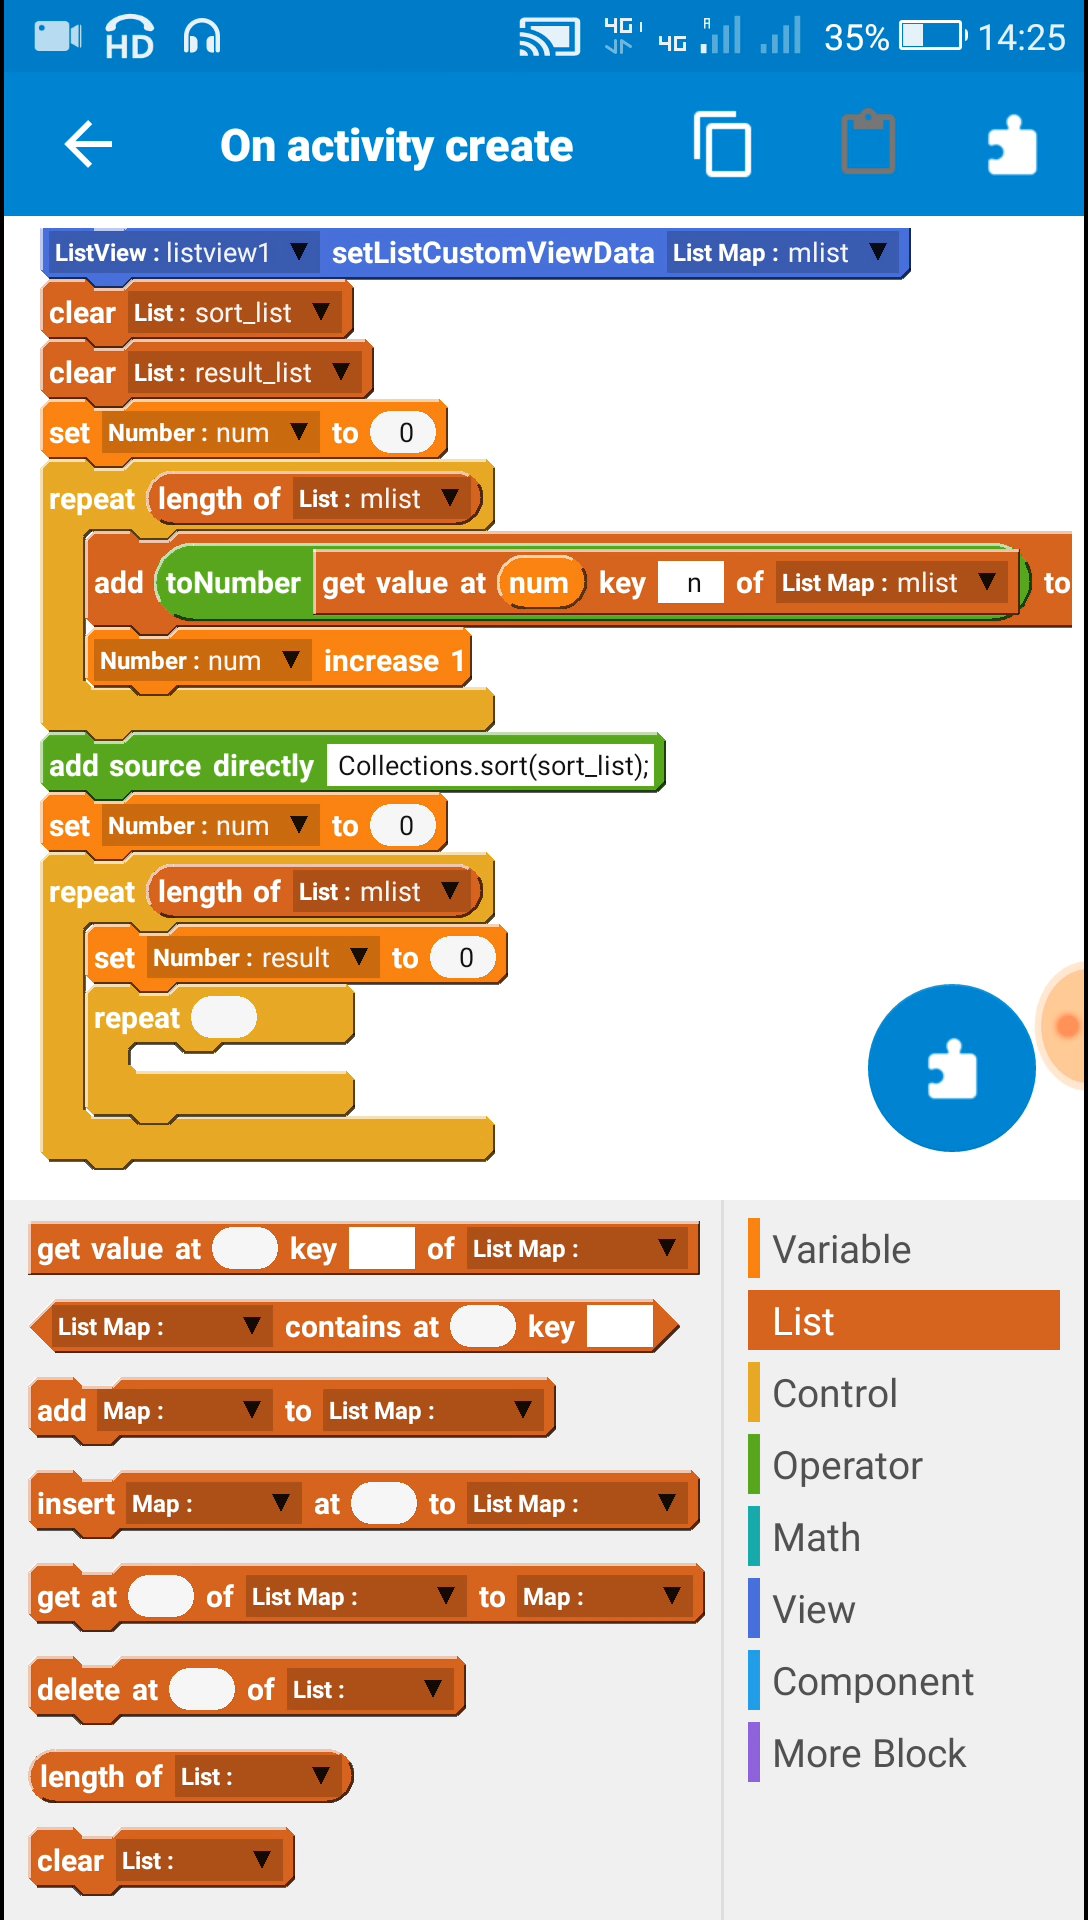 HD 4G 4G R 35% 14:25
On activity create
ListView : listview1 setListCustomViewData List Map : mlist
clear List : sort_list
clear List : result_list
set Number : num to 0
repeat length of List : mlist
add toNumber get value at num key n of List Map : mlist to
Number : num increase 1
add source directly Collections.sort(sort_list);
set Number : num to 0
repeat length of List : mlist
set Number : result to 0
repeat
get value at key of List Map :
List Map : contains at key
add Map : to List Map :
insert Map : at to List Map :
get at of List Map : to Map :
delete at of List :
length of List :
clear List :
Variable
List
Control
Operator
Math
View
Component
More Block